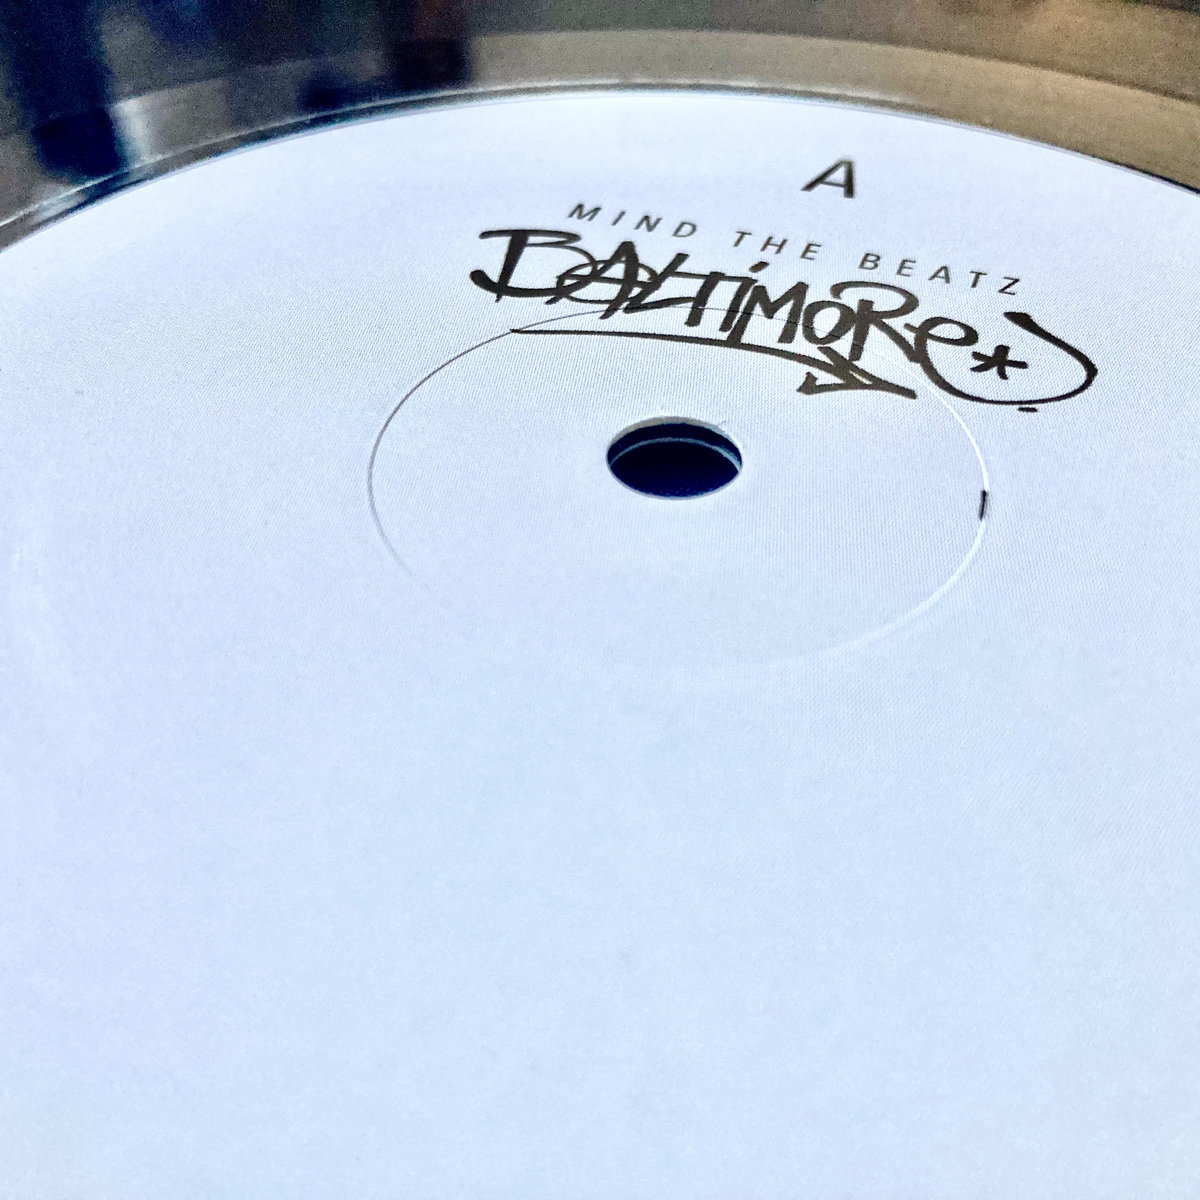 A
MIND THE BEATZ
BALTiMORe*